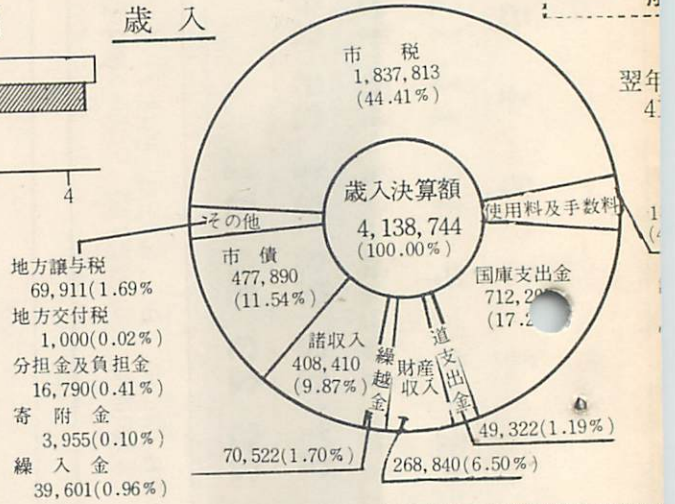 歳入
市税
1,837,813
(44.41%)
翌年
4
使用料及手数料
歳入決算額
4,138,744
(100.00%)
その他
地方譲与税
69,911(1.69%
地方交付税
1,000(0.02%)
分担金及負担金
16,790(0.41%)
寄附金
3,955(0.10%)
繰入金
39,601(0.96%)
市債
477,890
(11.54%)
諸収入
408,410
(9.87%)
繰越金
70,522(1.70%)
財産
収入
268,840(6.50%)
道支出金
49,322(1.19%)
国庫支出金
712,2
(17.2